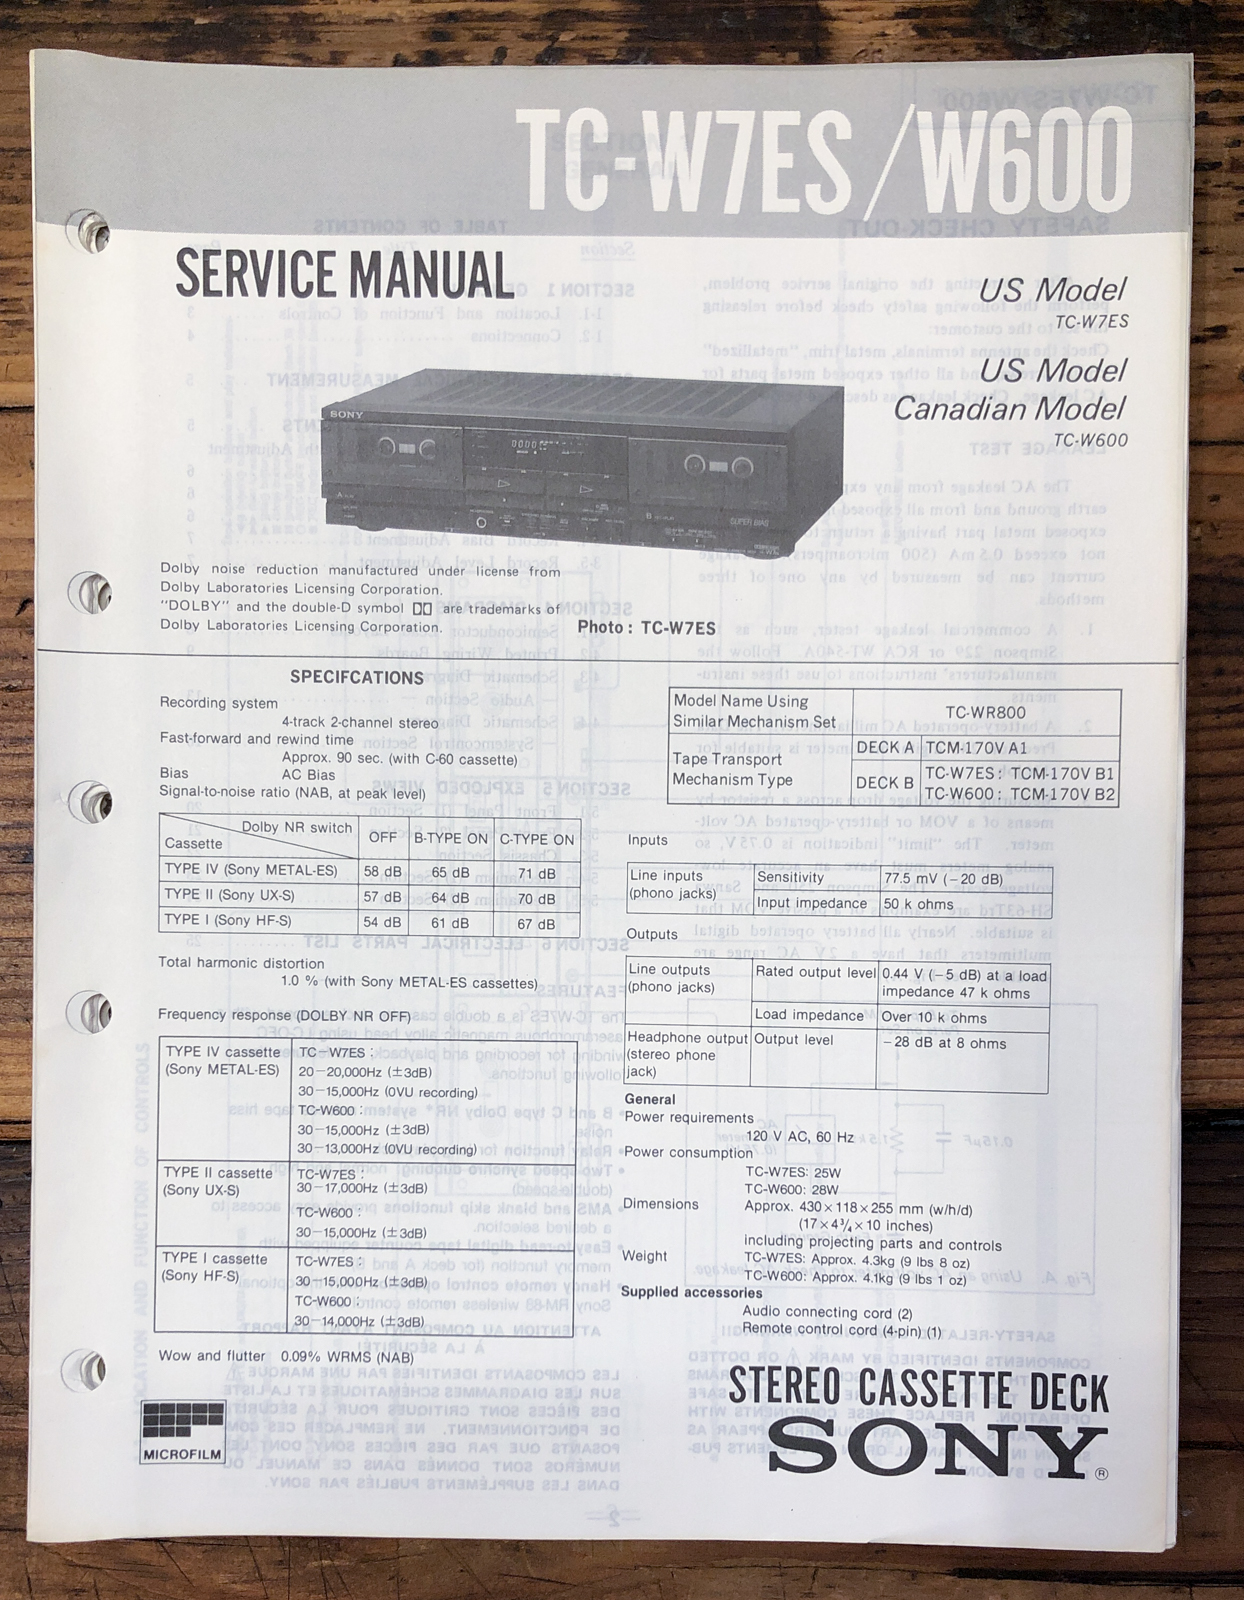 TC-W7ES/W600
SERVICE MANUAL
US Model
TC-W7ES
US Model
Canadian Model
TC-W600
SONY
SUPER BIAS
Dolby noise reduction manufactured under license from
Dolby Laboratories Licensing Corporation.
"DOLBY" and the double-D symbol are trademarks of
Dolby Laboratories Licensing Corporation.
Photo : TC-W7ES
SPECIFCATIONS
Recording system
4-track 2-channel stereo
Fast-forward and rewind time
Approx. 90 sec. (with C-60 cassette)
Bias AC Bias
Signal-to-noise ratio (NAB, at peak level)
Dolby NR switch
Cassette
OFF B-TYPE ON C-TYPE ON
TYPE IV (Sony METAL-ES) 58 dB 65 dB 71 dB
TYPE II (Sony UX-S) 57 dB 64 dB 70 dB
TYPE I (Sony HF-S) 54 dB 61 dB 67 dB
Total harmonic distortion
1.0 % (with Sony METAL-ES cassettes)
Frequency response (DOLBY NR OFF)
TYPE IV cassette
(Sony METAL-ES)
TC-W7ES :
20-20,000Hz (±3dB)
30-15,000Hz (0VU recording)
TC-W600 :
30-15,000Hz (±3dB)
30-13,000Hz (0VU recording)
TYPE II cassette
(Sony UX-S)
TC-W7ES :
30-17,000Hz (±3dB)
TC-W600 :
30-15,000Hz (±3dB)
TYPE I cassette
(Sony HF-S)
TC-W7ES :
30-15,000Hz (±3dB)
TC-W600 :
30-14,000Hz (±3dB)
Wow and flutter 0.09% WRMS (NAB)
MICROFILM
Model Name Using
Similar Mechanism Set
TC-WR800
Tape Transport
Mechanism Type
DECK A TCM-170V A1
DECK B
TC-W7ES : TCM-170V B1
TC-W600 : TCM-170V B2
Inputs
Line inputs
(phono jacks)
Sensitivity 77.5 mV (-20 dB)
Input impedance 50 k ohms
Outputs
Line outputs
(phono jacks)
Rated output level 0.44 V (-5 dB) at a load
impedance 47 k ohms
Load impedance Over 10 k ohms
Headphone output
(stereo phone
jack)
Output level -28 dB at 8 ohms
General
Power requirements
120 V AC, 60 Hz
Power consumption
TC-W7ES: 25W
TC-W600: 28W
Dimensions Approx. 430×118×255 mm (w/h/d)
(17×4¾×10 inches)
including projecting parts and controls
Weight TC-W7ES: Approx. 4.3kg (9 lbs 8 oz)
TC-W600: Approx. 4.1kg (9 lbs 1 oz)
Supplied accessories
Audio connecting cord (2)
Remote control cord (4-pin) (1)
STEREO CASSETTE DECK
SONY®